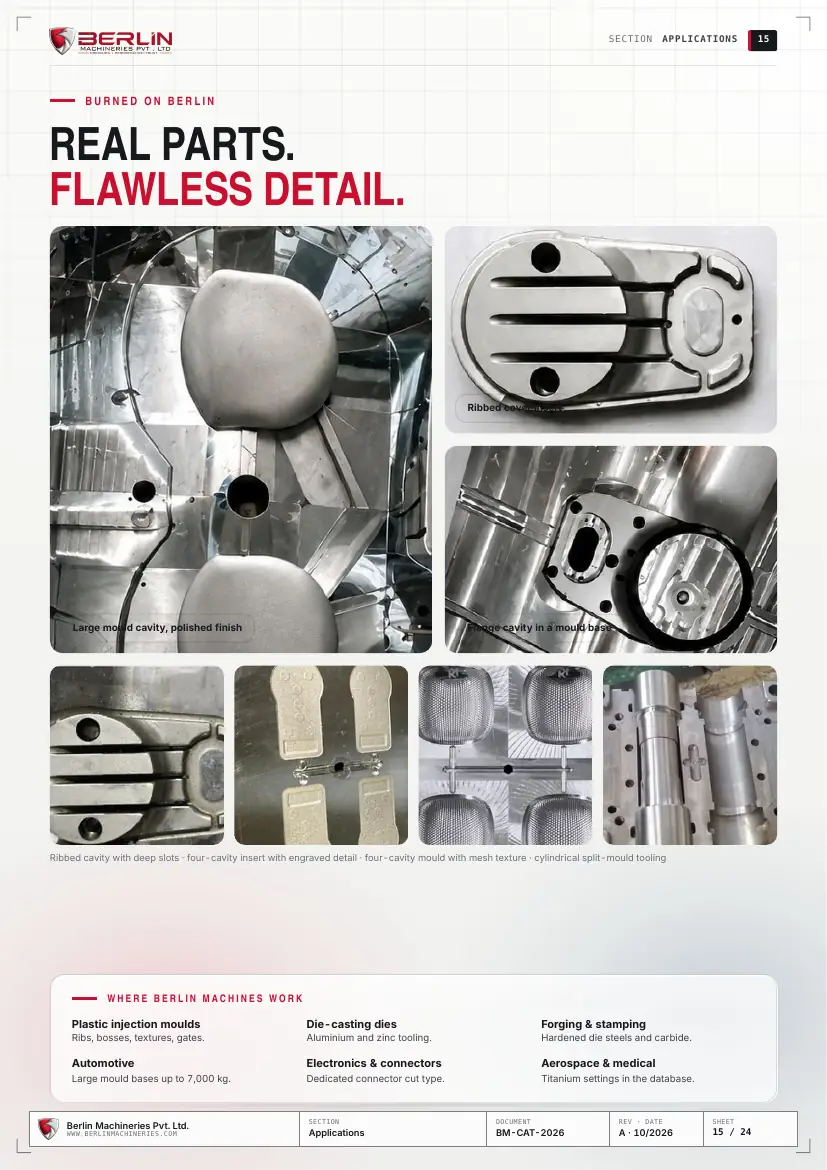 BERLIN
MACHINERIES PVT. LTD
SECTION APPLICATIONS 15
BURNED ON BERLIN
REAL PARTS.
FLAWLESS DETAIL.
Ribbed
Large mould cavity, polished finish
Flange cavity in a mould base
Ribbed cavity with deep slots · four-cavity insert with engraved detail · four-cavity mould with mesh texture · cylindrical split-mould tooling
WHERE BERLIN MACHINES WORK
Plastic injection moulds
Ribs, bosses, textures, gates.
Die-casting dies
Aluminium and zinc tooling.
Forging & stamping
Hardened die steels and carbide.
Automotive
Large mould bases up to 7,000 kg.
Electronics & connectors
Dedicated connector cut type.
Aerospace & medical
Titanium settings in the database.
Berlin Machineries Pvt. Ltd.
WWW.BERLINMACHINERIES.COM
SECTION
Applications
DOCUMENT
BM-CAT-2026
REV · DATE
A · 10/2026
SHEET
15 / 24